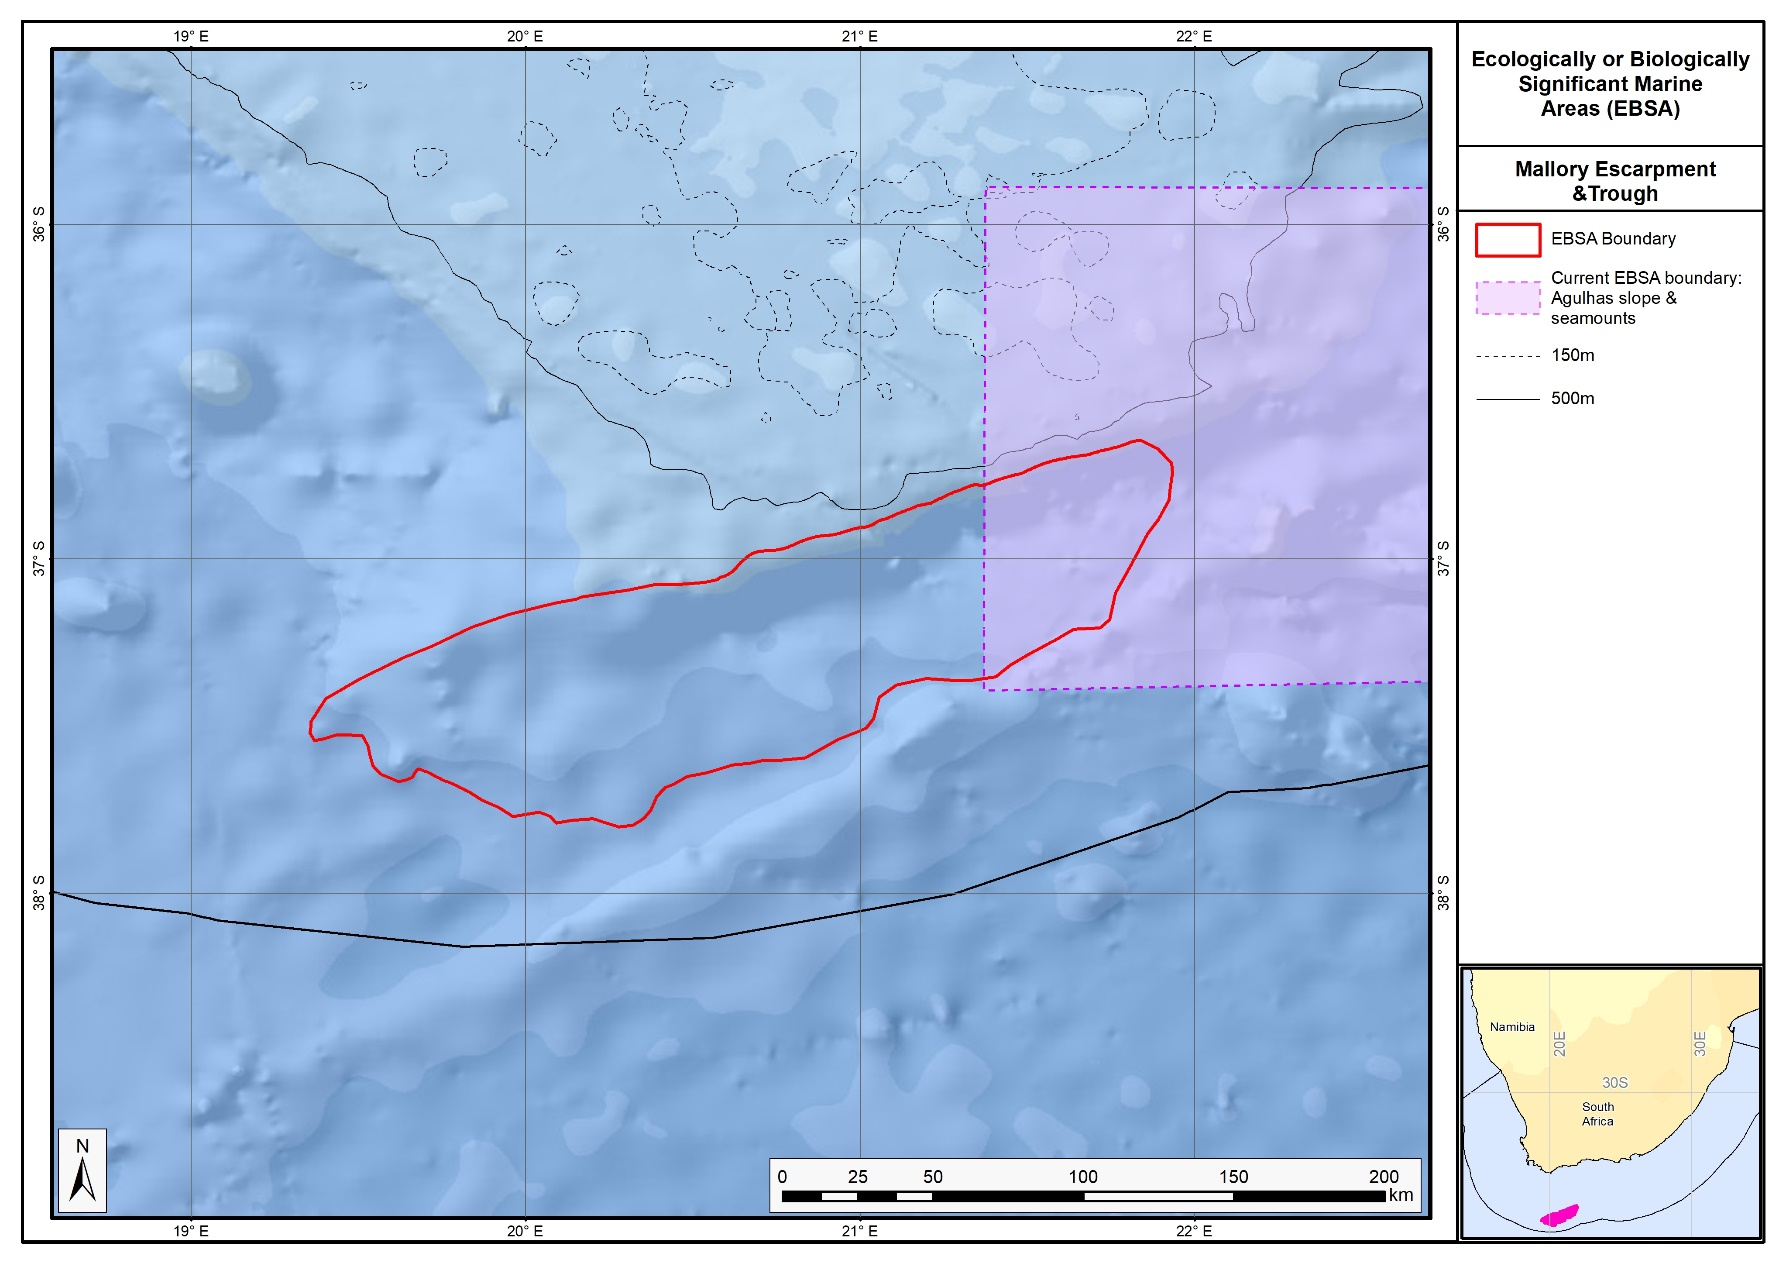 19° E
20° E
21° E
22° E
36° S
37° S
38° S
36° S
37° S
38° S
N
0
25
50
100
150
200
km
19° E
20° E
21° E
22° E
Ecologically or Biologically
Significant Marine
Areas (EBSA)
Mallory Escarpment
&Trough
EBSA Boundary
Current EBSA boundary:
Agulhas slope &
seamounts
150m
500m
Namibia
20E
30E
30S
South
Africa